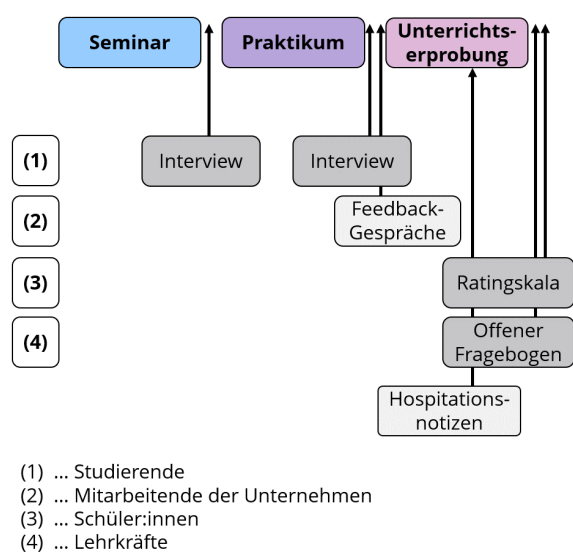 Seminar
Praktikum
Unterrichts-
erprobung
(1)
Interview
Interview
(2)
Feedback-
Gespräche
(3)
Ratingskala
(4)
Offener
Fragebogen
Hospitations-
notizen
(1) ... Studierende
(2) ... Mitarbeitende der Unternehmen
(3) ... Schüler:innen
(4) ... Lehrkräfte